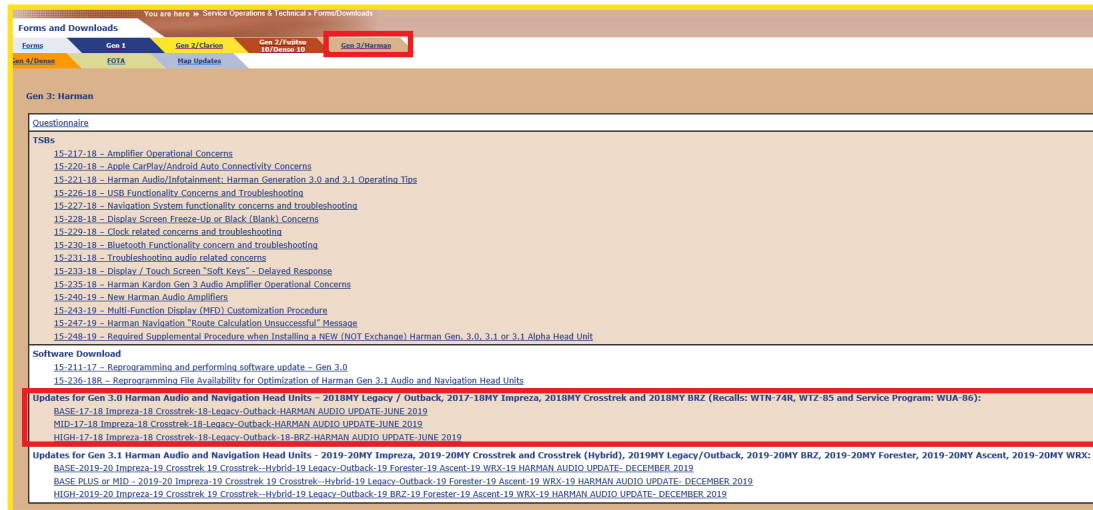 You are here » Service Operations & Technical » Forms/Downloads
Forms and Downloads
Forms
Gen 1
Gen 2/Clarion
Gen 2/Fujitsu
10/Denso 10
Gen 3/Harman
Gen 4/Denso
FOTA
Map Updates
Gen 3: Harman
Questionnaire
TSBs
15-217-18 – Amplifier Operational Concerns
15-220-18 – Apple CarPlay/Android Auto Connectivity Concerns
15-221-18 – Harman Audio/Infotainment: Harman Generation 3.0 and 3.1 Operating Tips
15-226-18 – USB Functionality Concerns and Troubleshooting
15-227-18 – Navigation System functionality concerns and troubleshooting
15-228-18 – Display Screen Freeze-Up or Black (Blank) Concerns
15-229-18 – Clock related concerns and troubleshooting
15-230-18 – Bluetooth Functionality concern and troubleshooting
15-231-18 – Troubleshooting audio related concerns
15-233-18 – Display / Touch Screen "Soft Keys" - Delayed Response
15-235-18 – Harman Kardon Gen 3 Audio Amplifier Operational Concerns
15-240-19 – New Harman Audio Amplifiers
15-243-19 – Multi-Function Display (MFD) Customization Procedure
15-247-19 – Harman Navigation "Route Calculation Unsuccessful" Message
15-248-19 – Required Supplemental Procedure when Installing a NEW (NOT Exchange) Harman Gen. 3.0, 3.1 or 3.1 Alpha Head Unit
Software Download
15-211-17 – Reprogramming and performing software update – Gen 3.0
15-236-18R – Reprogramming File Availability for Optimization of Harman Gen 3.1 Audio and Navigation Head Units
Updates for Gen 3.0 Harman Audio and Navigation Head Units – 2018MY Legacy / Outback, 2017-18MY Impreza, 2018MY Crosstrek and 2018MY BRZ (Recalls: WTN-74R, WTZ-85 and Service Program: WUA-86):
BASE-17-18 Impreza-18 Crosstrek-18-Legacy-Outback-HARMAN AUDIO UPDATE-JUNE 2019
MID-17-18 Impreza-18 Crosstrek-18-Legacy-Outback-HARMAN AUDIO UPDATE-JUNE 2019
HIGH-17-18 Impreza-18 Crosstrek-18-Legacy-Outback-18-BRZ-HARMAN AUDIO UPDATE-JUNE 2019
Updates for Gen 3.1 Harman Audio and Navigation Head Units - 2019-20MY Impreza, 2019-20MY Crosstrek and Crosstrek (Hybrid), 2019MY Legacy/Outback, 2019-20MY BRZ, 2019-20MY Forester, 2019-20MY Ascent, 2019-20MY WRX:
BASE-2019-20 Impreza-19 Crosstrek 19 Crosstrek--Hybrid-19 Legacy-Outback-19 Forester-19 Ascent-19 WRX-19 HARMAN AUDIO UPDATE- DECEMBER 2019
BASE PLUS or MID - 2019-20 Impreza-19 Crosstrek 19 Crosstrek--Hybrid-19 Legacy-Outback-19 Forester-19 Ascent-19 WRX-19 HARMAN AUDIO UPDATE- DECEMBER 2019
HIGH-2019-20 Impreza-19 Crosstrek 19 Crosstrek--Hybrid-19 Legacy-Outback-19 BRZ-19 Forester-19 Ascent-19 WRX-19 HARMAN AUDIO UPDATE- DECEMBER 2019